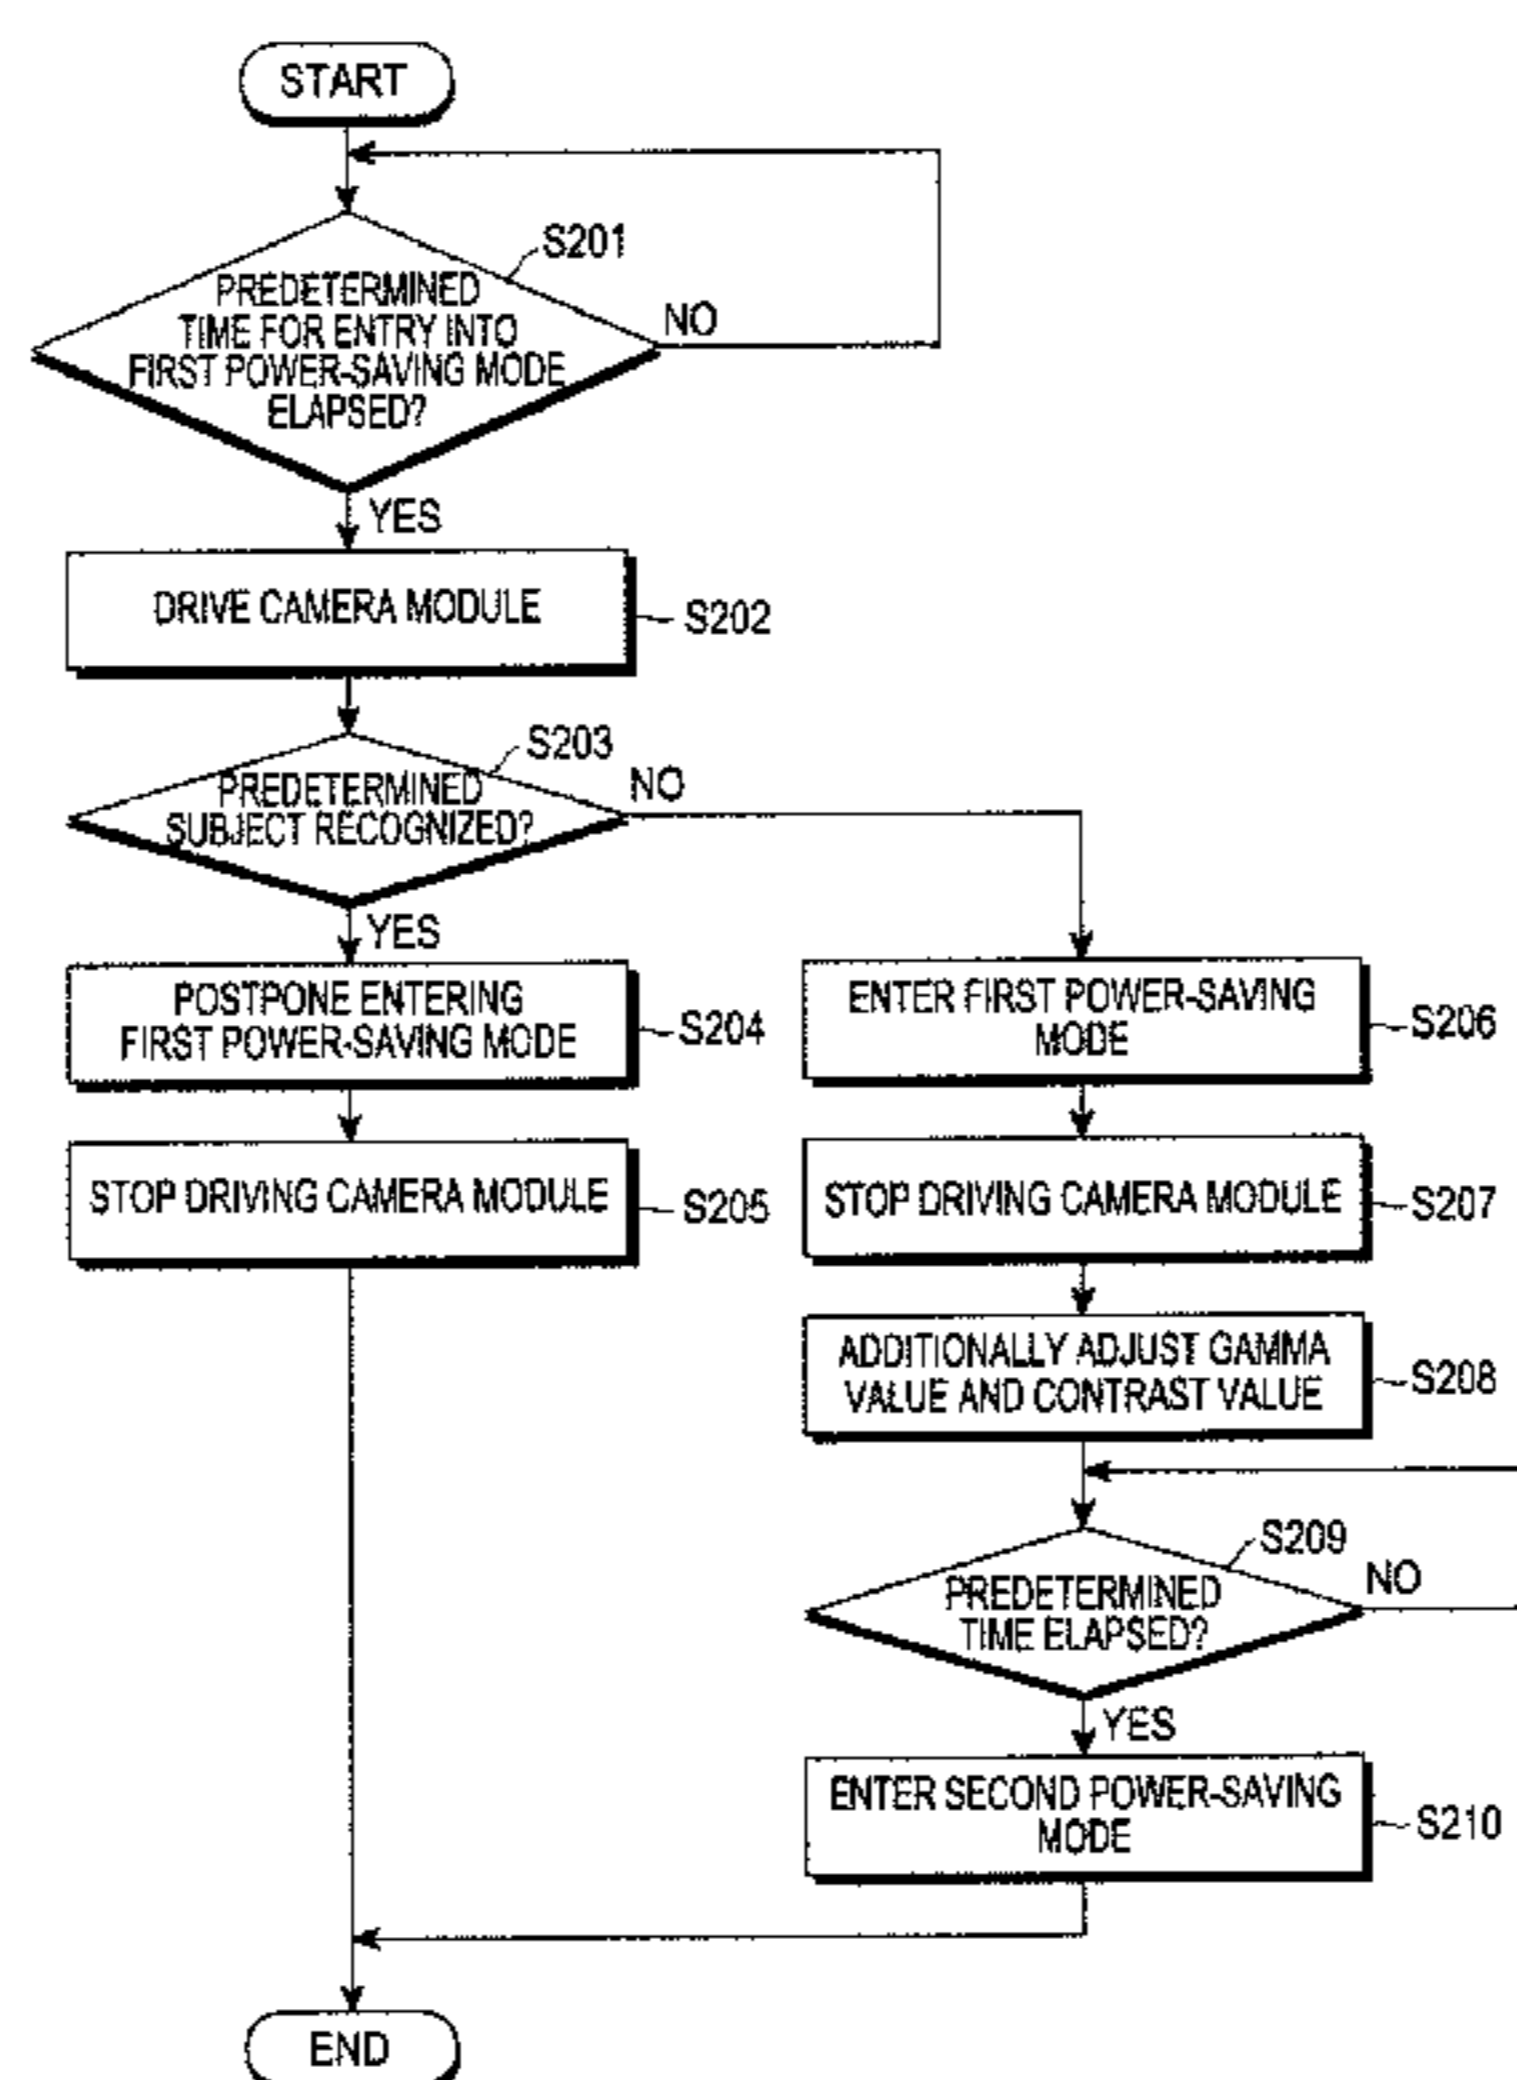 START
S201
PREDETERMINED
TIME FOR ENTRY INTO
FIRST POWER-SAVING MODE
ELAPSED?
NO
YES
DRIVE CAMERA MODULE
S202
S203
PREDETERMINED
SUBJECT RECOGNIZED?
NO
YES
POSTPONE ENTERING
FIRST POWER-SAVING MODE
S204
STOP DRIVING CAMERA MODULE
S205
ENTER FIRST POWER-SAVING
MODE
S206
STOP DRIVING CAMERA MODULE
S207
ADDITIONALLY ADJUST GAMMA
VALUE AND CONTRAST VALUE
S208
S209
PREDETERMINED
TIME ELAPSED?
NO
YES
ENTER SECOND POWER-SAVING
MODE
S210
END